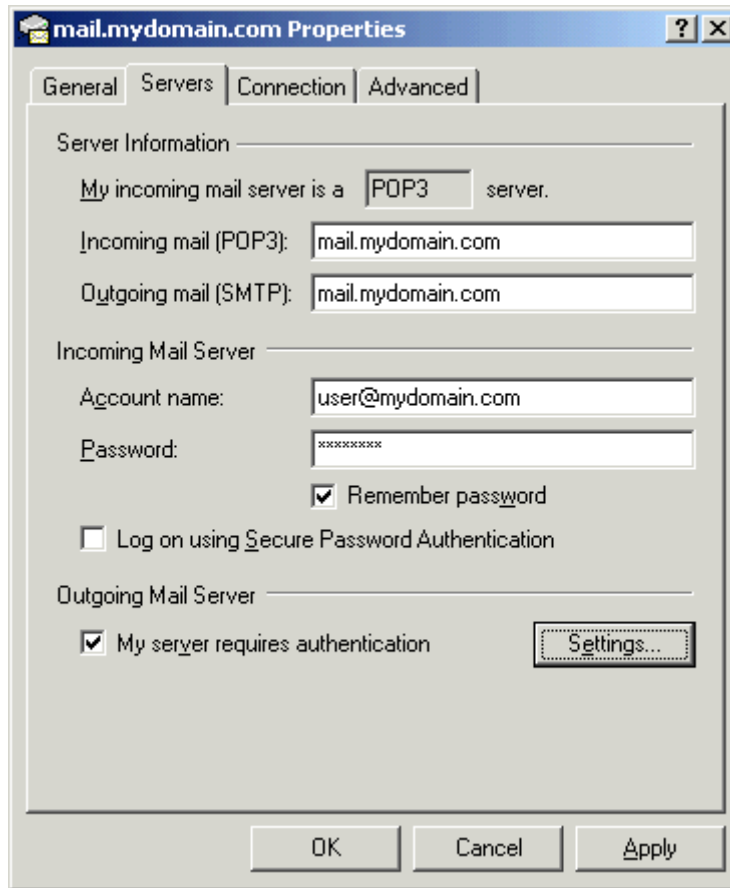 mail.mydomain.com Properties
General Servers Connection Advanced
Server Information
My incoming mail server is a POP3 server.
Incoming mail (POP3): mail.mydomain.com
Outgoing mail (SMTP): mail.mydomain.com
Incoming Mail Server
Account name: user@mydomain.com
Password: ********
Remember password
Log on using Secure Password Authentication
Outgoing Mail Server
My server requires authentication Settings...
OK Cancel Apply